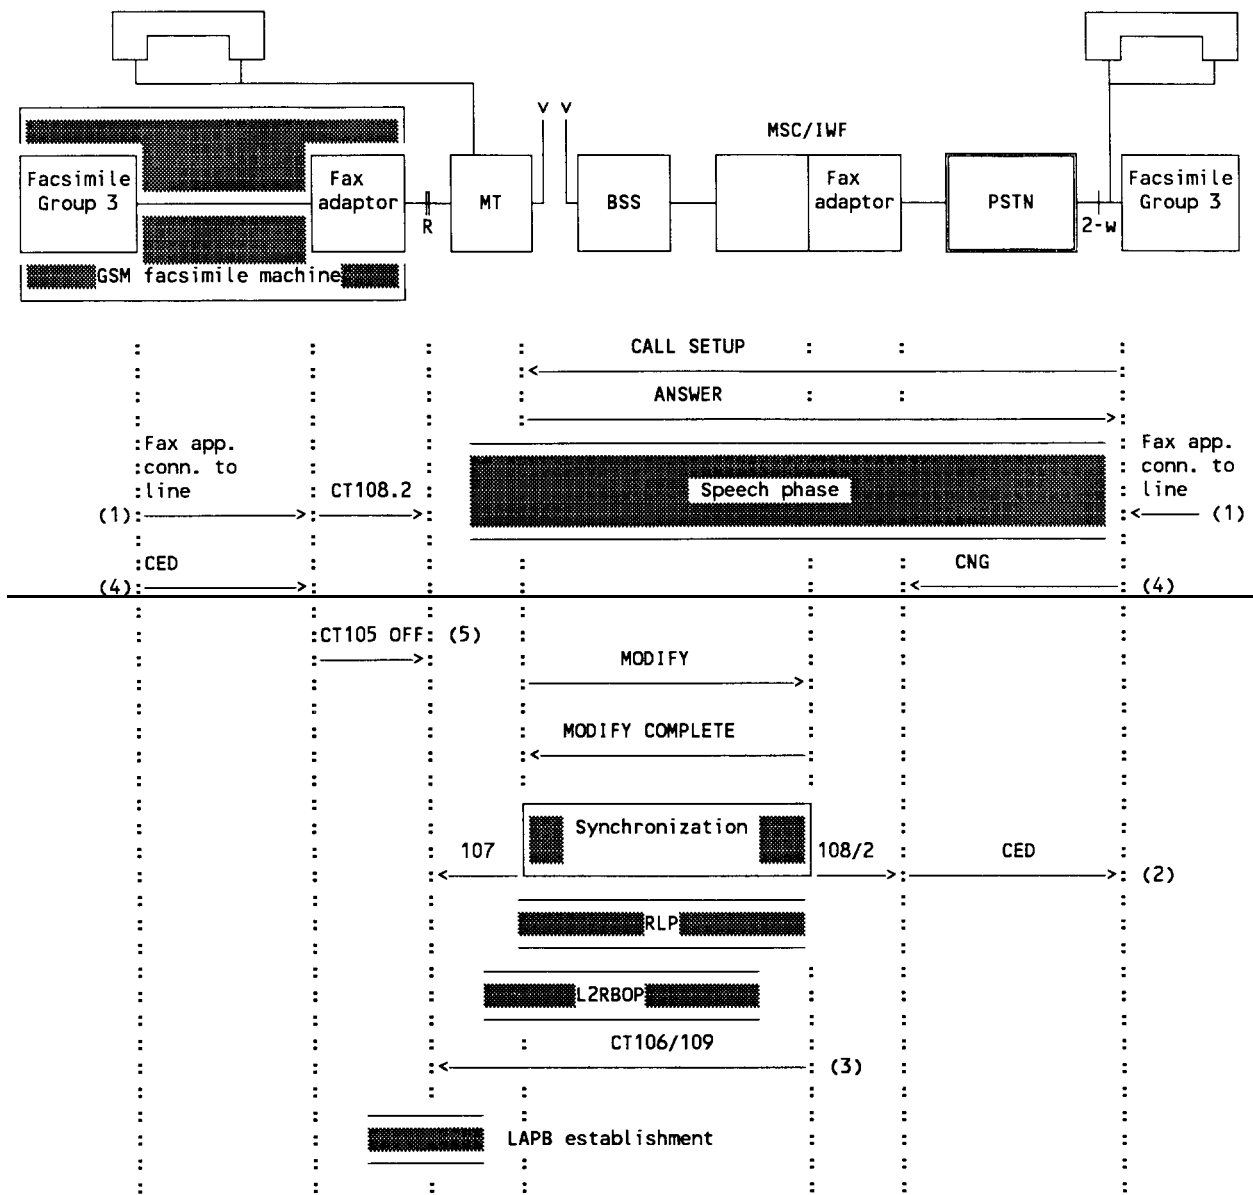 MSC/IWF
Facsimile Group 3
Fax adaptor
R
MT
BSS
Fax adaptor
PSTN
2-w
Facsimile Group 3
GSM facsimile machine
CALL SETUP
ANSWER
Fax app. conn. to line
(1)
CT108.2
Speech phase
Fax app. conn. to line
(1)
CED
(4)
CNG
(4)
CT105 OFF
(5)
MODIFY
MODIFY COMPLETE
Synchronization
107
108/2
CED
(2)
RLP
L2RBOP
CT106/109
(3)
LAPB establishment